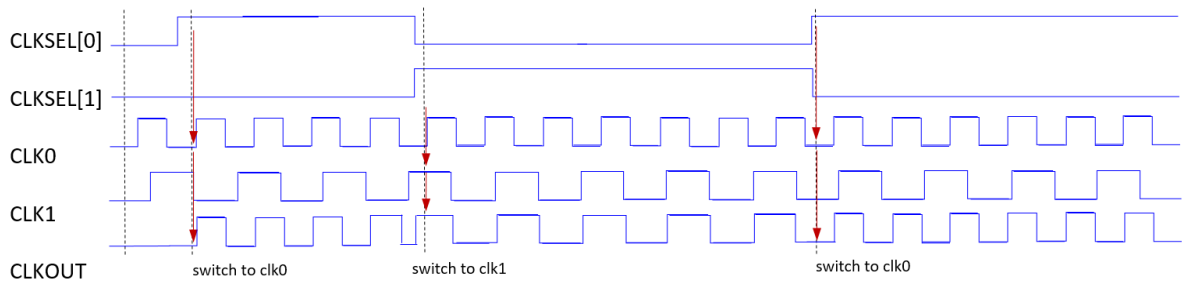 CLKSEL[0]
CLKSEL[1]
CLK0
CLK1
CLKOUT
switch to clk0
switch to clk1
switch to clk0